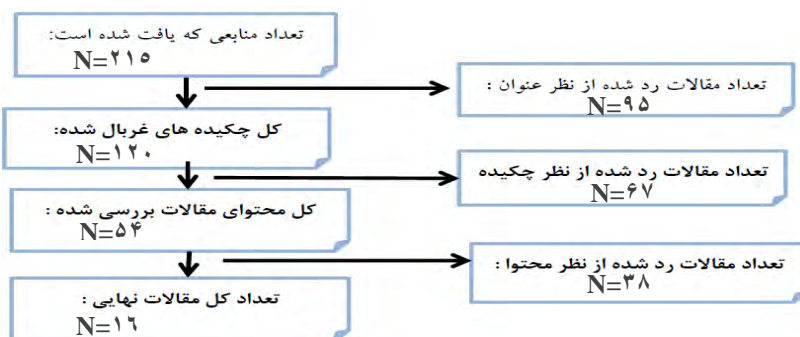 تعداد منابعی که یافت شده است:
N=۲۱۵
تعداد مقالات رد شده از نظر عنوان :
N=۹۵
کل چکیده های غربال شده:
N=۱۲۰
تعداد مقالات رد شده از نظر چکیده
N=۶۷
کل محتوای مقالات بررسی شده :
N=۵۴
تعداد مقالات رد شده از نظر محتوا :
N=۳۸
تعداد کل مقالات نهایی :
N=۱۶